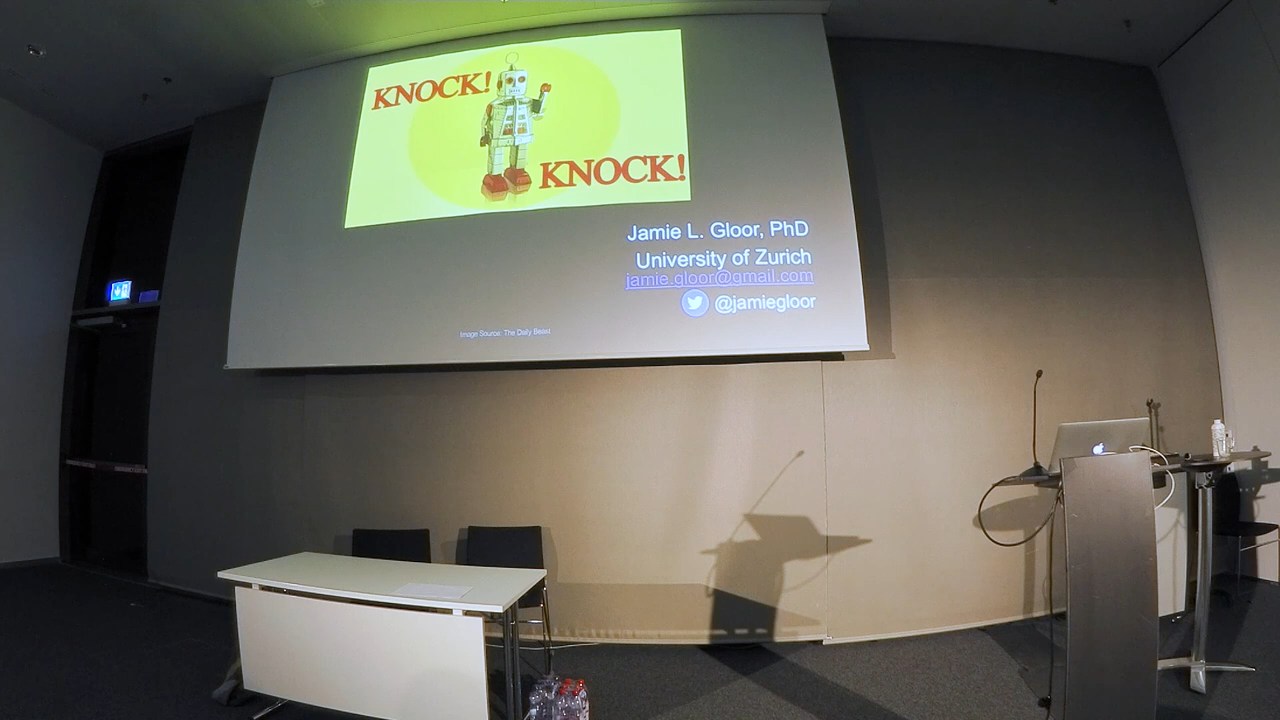 KNOCK!
KNOCK!
Jamie L. Gloor, PhD
University of Zurich
jamie.gloor@gmail.com
@jamiegloor
Image Source: The Daily Beast